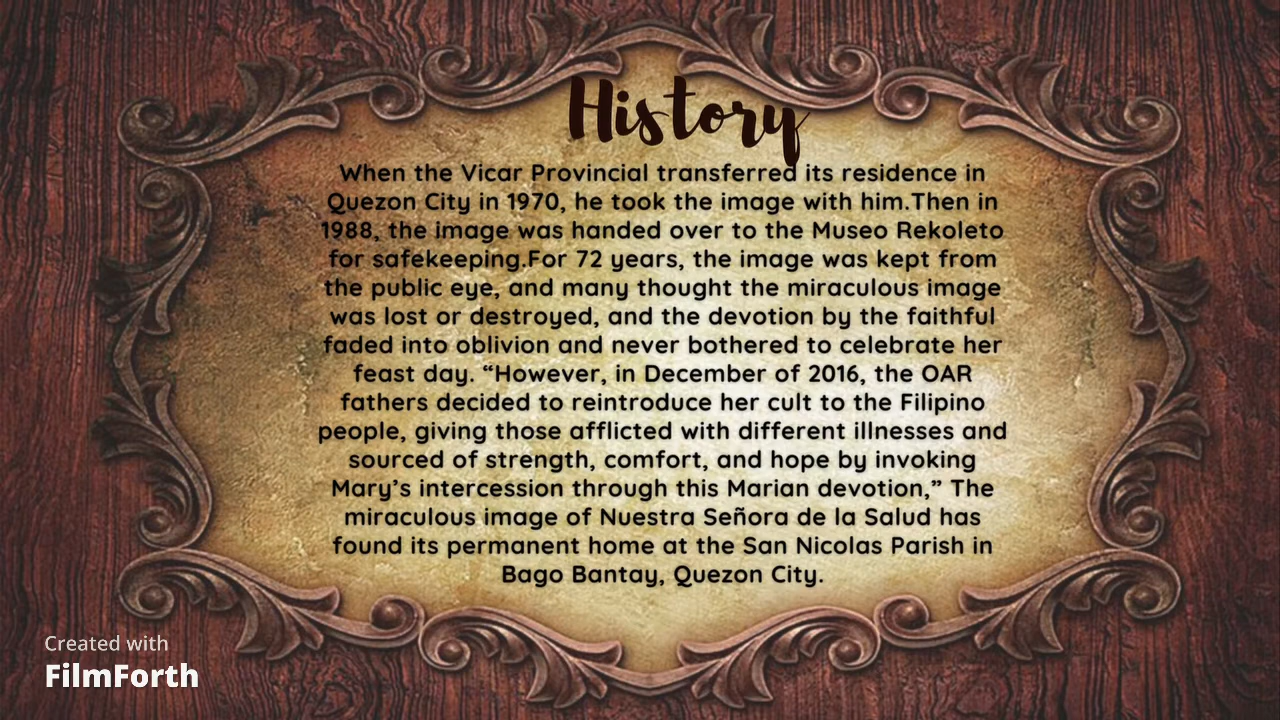 History
When the Vicar Provincial transferred its residence in
Quezon City in 1970, he took the image with him.Then in
1988, the image was handed over to the Museo Rekoleto
for safekeeping.For 72 years, the image was kept from
the public eye, and many thought the miraculous image
was lost or destroyed, and the devotion by the faithful
faded into oblivion and never bothered to celebrate her
feast day. “However, in December of 2016, the OAR
fathers decided to reintroduce her cult to the Filipino
people, giving those afflicted with different illnesses and
sourced of strength, comfort, and hope by invoking
Mary’s intercession through this Marian devotion,” The
miraculous image of Nuestra Señora de la Salud has
found its permanent home at the San Nicolas Parish in
Bago Bantay, Quezon City.
Created with
FilmForth